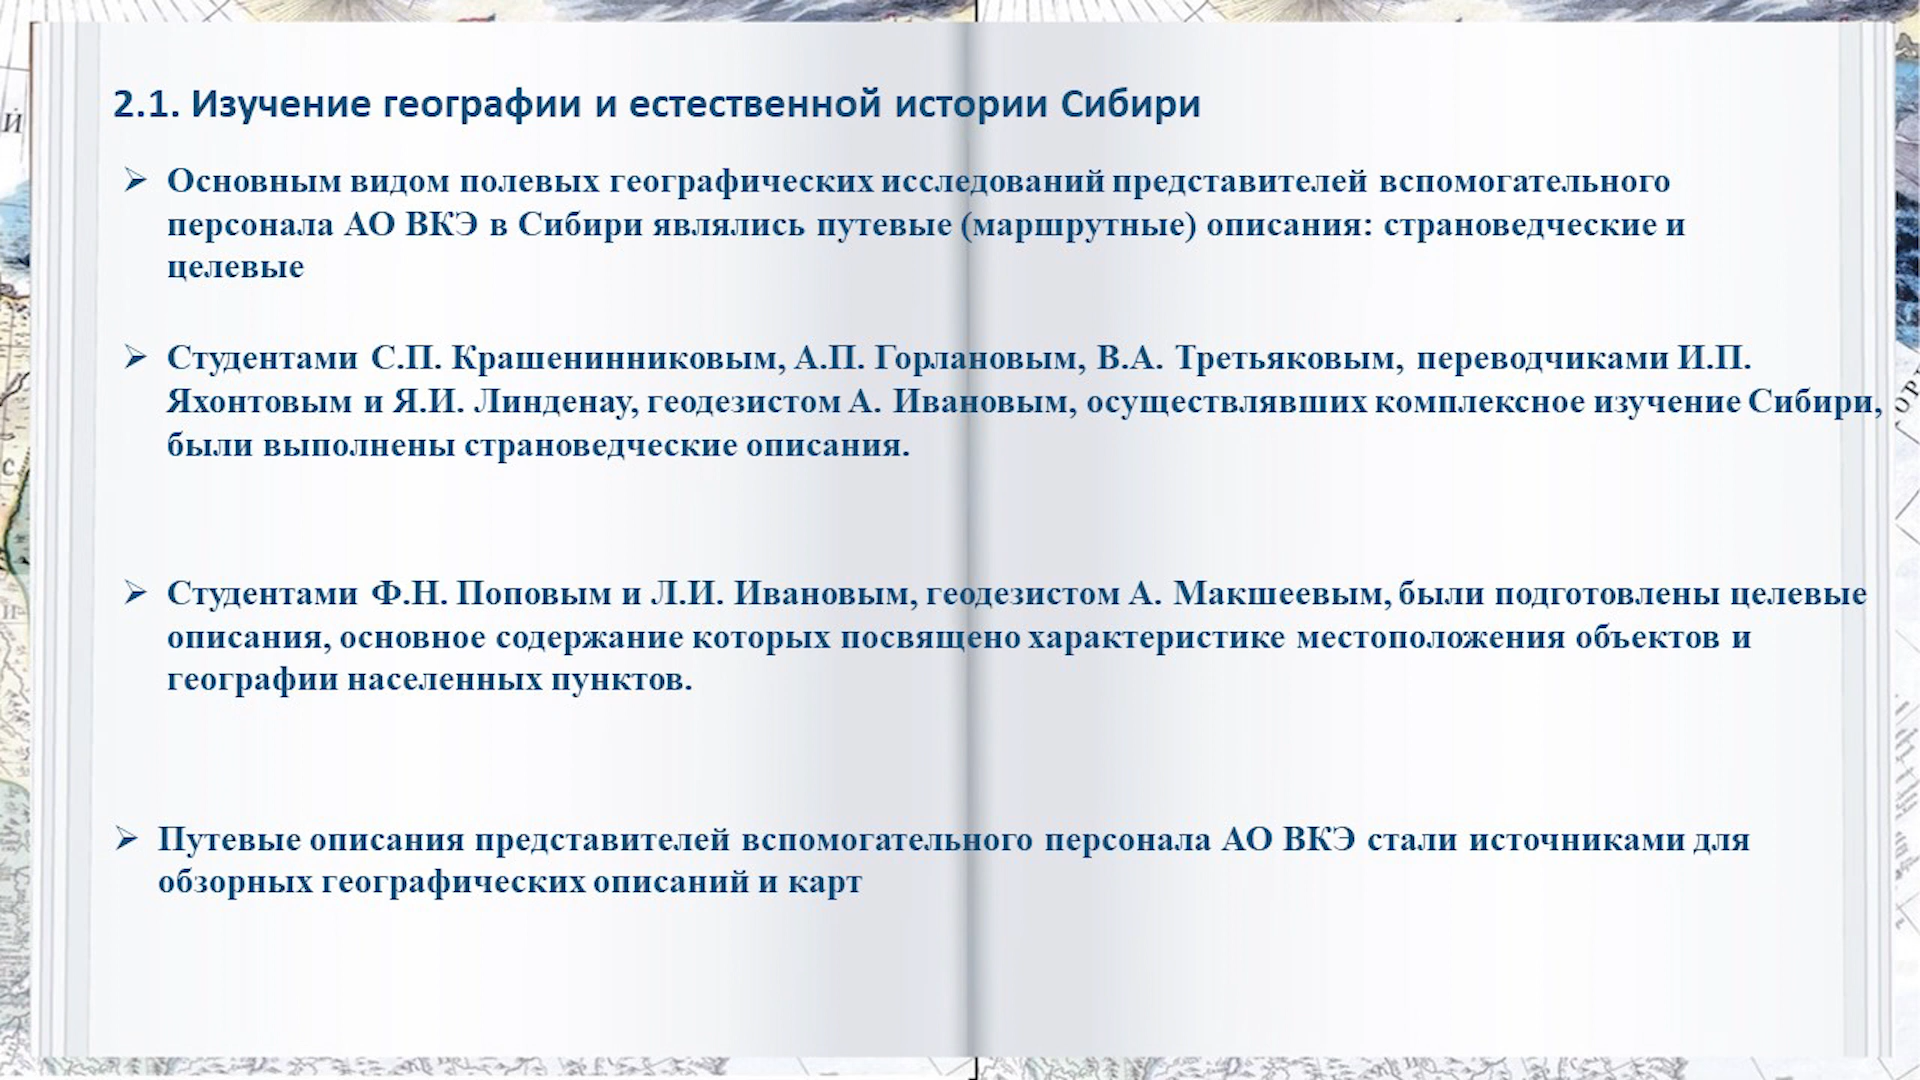 2.1. Изучение географии и естественной истории Сибири
Основным видом полевых географических исследований представителей вспомогательного
персонала АО ВКЭ в Сибири являлись путевые (маршрутные) описания: страноведческие и
целевые
Студентами С.П. Крашенинниковым, А.П. Горлановым, В.А. Третьяковым, переводчиками И.П.
Яхонтовым и Я.И. Линденау, геодезистом А. Ивановым, осуществлявших комплексное изучение Сибири,
были выполнены страноведческие описания.
Студентами Ф.Н. Поповым и Л.И. Ивановым, геодезистом А. Макшеевым, были подготовлены целевые
описания, основное содержание которых посвящено характеристике местоположения объектов и
географии населенных пунктов.
Путевые описания представителей вспомогательного персонала АО ВКЭ стали источниками для
обзорных географических описаний и карт